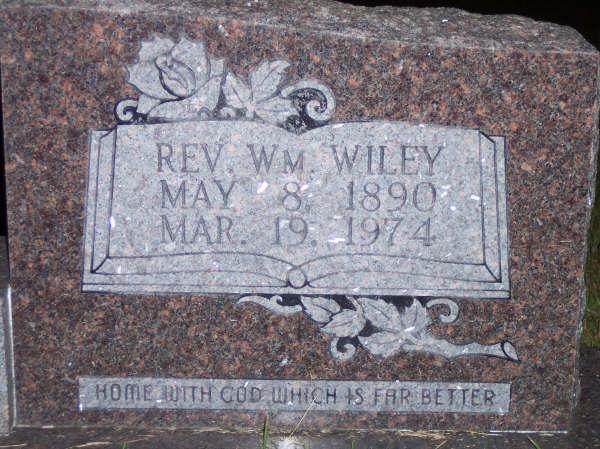 REV. WM. WILEY
MAY 8, 1890
MAR. 19, 1974
HOME WITH GOD WHICH IS FAR BETTER